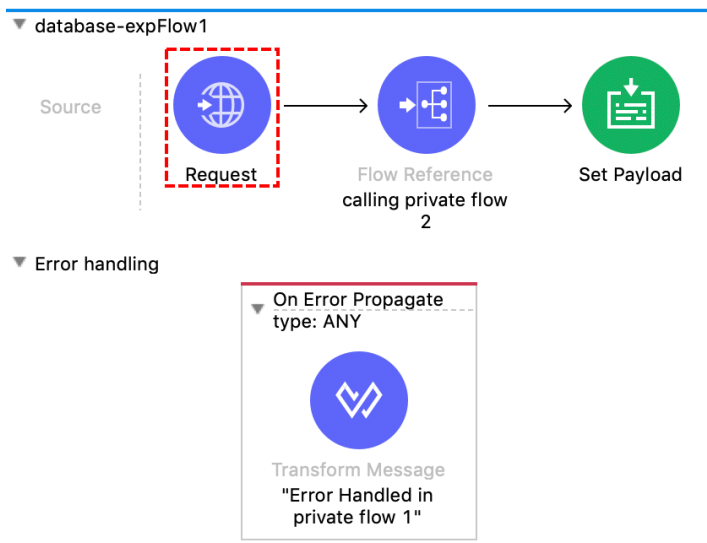 database-expFlow1
Source
Request
Flow Reference
calling private flow
2
Set Payload
Error handling
On Error Propagate
type: ANY
Transform Message
"Error Handled in
private flow 1"